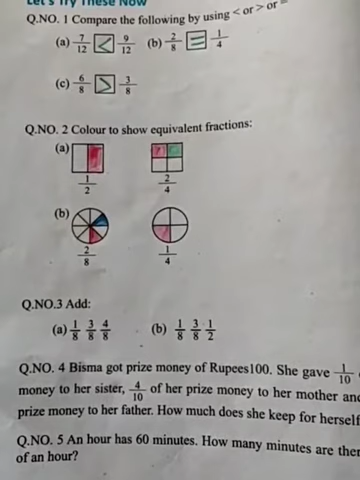 Let's Try These Now
Q.NO. 1 Compare the following by using < or > or =
(a) 7/12 < 9/12 (b) 2/8 = 1/4
(c) 6/8 > 3/8
Q.NO. 2 Colour to show equivalent fractions:
(a)
1/2 2/4
(b)
2/8 1/4
Q.NO.3 Add:
(a) 1/8 3/8 4/8 (b) 1/8 3/8 1/2
Q.NO. 4 Bisma got prize money of Rupees100. She gave 1/10
money to her sister, 4/10 of her prize money to her mother and
prize money to her father. How much does she keep for herself
Q.NO. 5 An hour has 60 minutes. How many minutes are ther
of an hour?